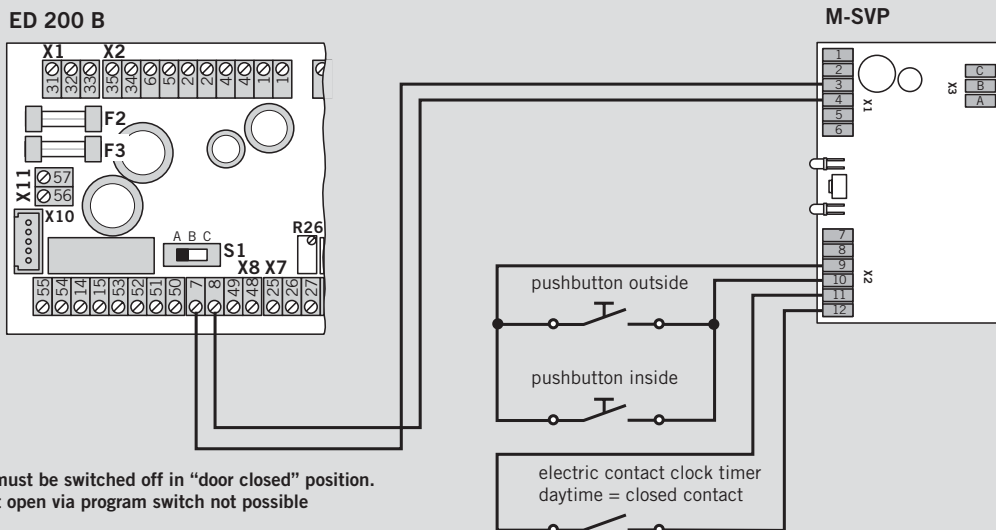 ED 200 B
M-SVP
X1 X2
31 32 33 35 34 6 5 2 2 4 4 1 1
F2
F3
X11
57
56
X10
A B C
S1
R26
X8 X7
55 54 14 15 53 52 51 50 7 8 49 48 25 26 27
1
2
3
4
5
6
X1
C
B
A
X3
7
8
9
10
11
12
X2
pushbutton outside
pushbutton inside
electric contact clock timer
daytime = closed contact
must be switched off in “door closed” position.
open via program switch not possible